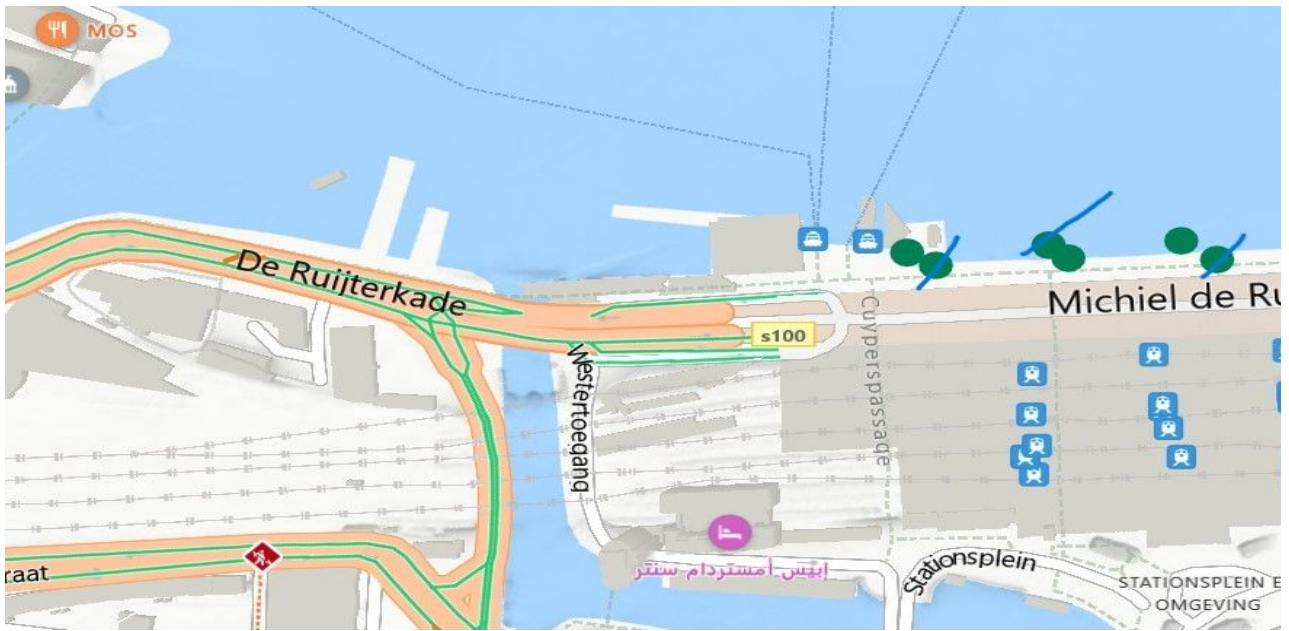 MOS
De Ruijterkade
Michiel de Ru
s100
Cuyperspassage
Westertoegang
إيبيس أمستردام سنتر
Stationsplein
raat
STATIONSPLEIN E
OMGEVING